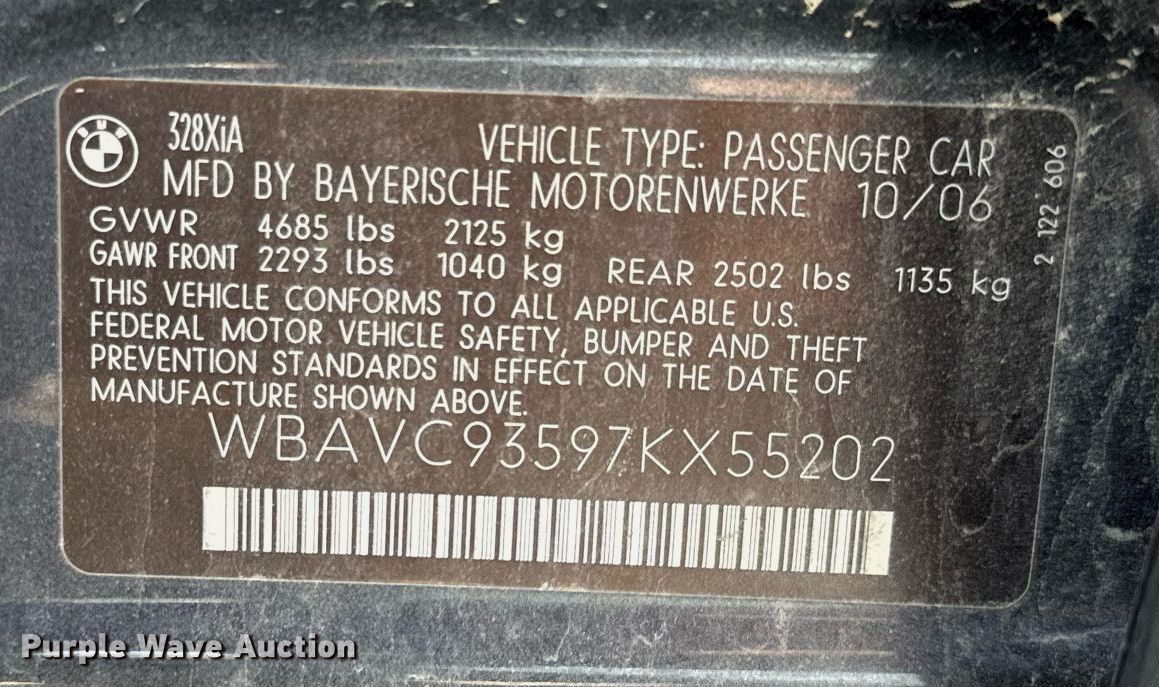 BMW
328XiA
VEHICLE TYPE: PASSENGER CAR
MFD BY BAYERISCHE MOTORENWERKE 10/06
GVWR 4685 lbs 2125 kg
GAWR FRONT 2293 lbs 1040 kg REAR 2502 lbs 1135 kg
THIS VEHICLE CONFORMS TO ALL APPLICABLE U.S.
FEDERAL MOTOR VEHICLE SAFETY, BUMPER AND THEFT
PREVENTION STANDARDS IN EFFECT ON THE DATE OF
MANUFACTURE SHOWN ABOVE.
WBAVC93597KX55202
2 122 606
Purple Wave Auction